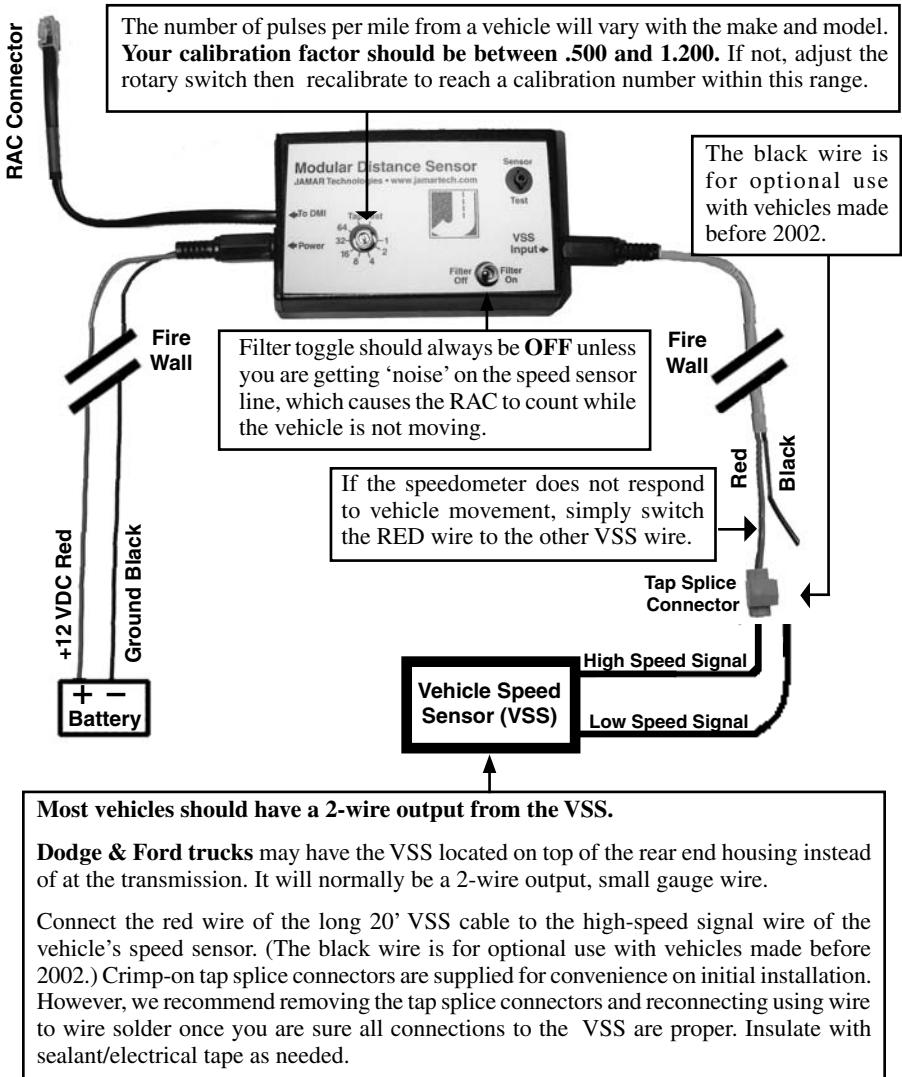 The number of pulses per mile from a vehicle will vary with the make and model.
Your calibration factor should be between .500 and 1.200. If not, adjust the
rotary switch then recalibrate to reach a calibration number within this range.
RAC Connector
The black wire is
for optional use
with vehicles made
before 2002.
Modular Distance Sensor
JAMAR Technologies • www.jamartech.com
Sensor
Test
To DMI
Power
64
32
16
8
4
2
1
VSS
Input
Filter
Off
Filter
On
Fire
Wall
Filter toggle should always be OFF unless
you are getting ‘noise’ on the speed sensor
line, which causes the RAC to count while
the vehicle is not moving.
Fire
Wall
Red
Black
If the speedometer does not respond
to vehicle movement, simply switch
the RED wire to the other VSS wire.
+12 VDC Red
Ground Black
Tap Splice
Connector
+ −
Battery
Vehicle Speed
Sensor (VSS)
High Speed Signal
Low Speed Signal
Most vehicles should have a 2-wire output from the VSS.
Dodge & Ford trucks may have the VSS located on top of the rear end housing instead
of at the transmission. It will normally be a 2-wire output, small gauge wire.
Connect the red wire of the long 20’ VSS cable to the high-speed signal wire of the
vehicle’s speed sensor. (The black wire is for optional use with vehicles made before
2002.) Crimp-on tap splice connectors are supplied for convenience on initial installation.
However, we recommend removing the tap splice connectors and reconnecting using wire
to wire solder once you are sure all connections to the VSS are proper. Insulate with
sealant/electrical tape as needed.